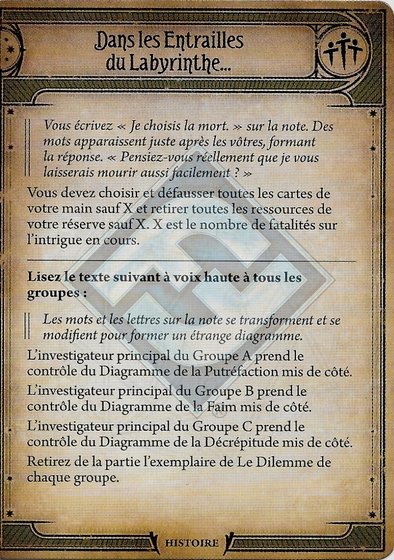 Dans les Entrailles
du Labyrinthe...
Vous écrivez « Je choisis la mort. » sur la note. Des
mots apparaissent juste après les vôtres, formant
la réponse. « Pensiez-vous réellement que je vous
laisserais mourir aussi facilement ? »
Vous devez choisir et défausser toutes les cartes de
votre main sauf X et retirer toutes les ressources de
votre réserve sauf X. X est le nombre de fatalités sur
l'intrigue en cours.
Lisez le texte suivant à voix haute à tous les
groupes :
Les mots et les lettres sur la note se transforment et se
modifient pour former un étrange diagramme.
L'investigateur principal du Groupe A prend le
contrôle du Diagramme de la Putréfaction mis de côté.
L'investigateur principal du Groupe B prend le
contrôle du Diagramme de la Faim mis de côté.
L'investigateur principal du Groupe C prend le
contrôle du Diagramme de la Décrépitude mis de côté.
Retirez de la partie l'exemplaire de Le Dilemme de
chaque groupe.
HISTOIRE